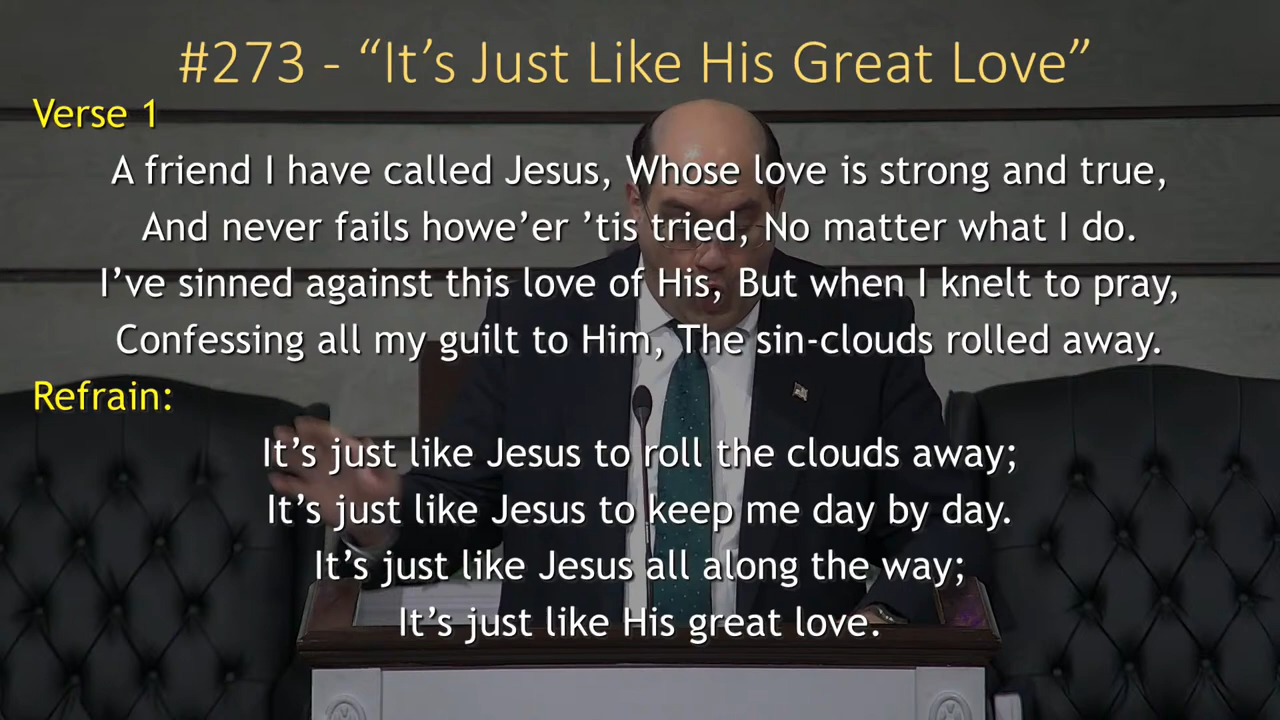 #273 - “It’s Just Like His Great Love”
Verse 1
A friend I have called Jesus, Whose love is strong and true,
And never fails howe’er ’tis tried, No matter what I do.
I’ve sinned against this love of His, But when I knelt to pray,
Confessing all my guilt to Him, The sin-clouds rolled away.
Refrain:
It’s just like Jesus to roll the clouds away;
It’s just like Jesus to keep me day by day.
It’s just like Jesus all along the way;
It’s just like His great love.